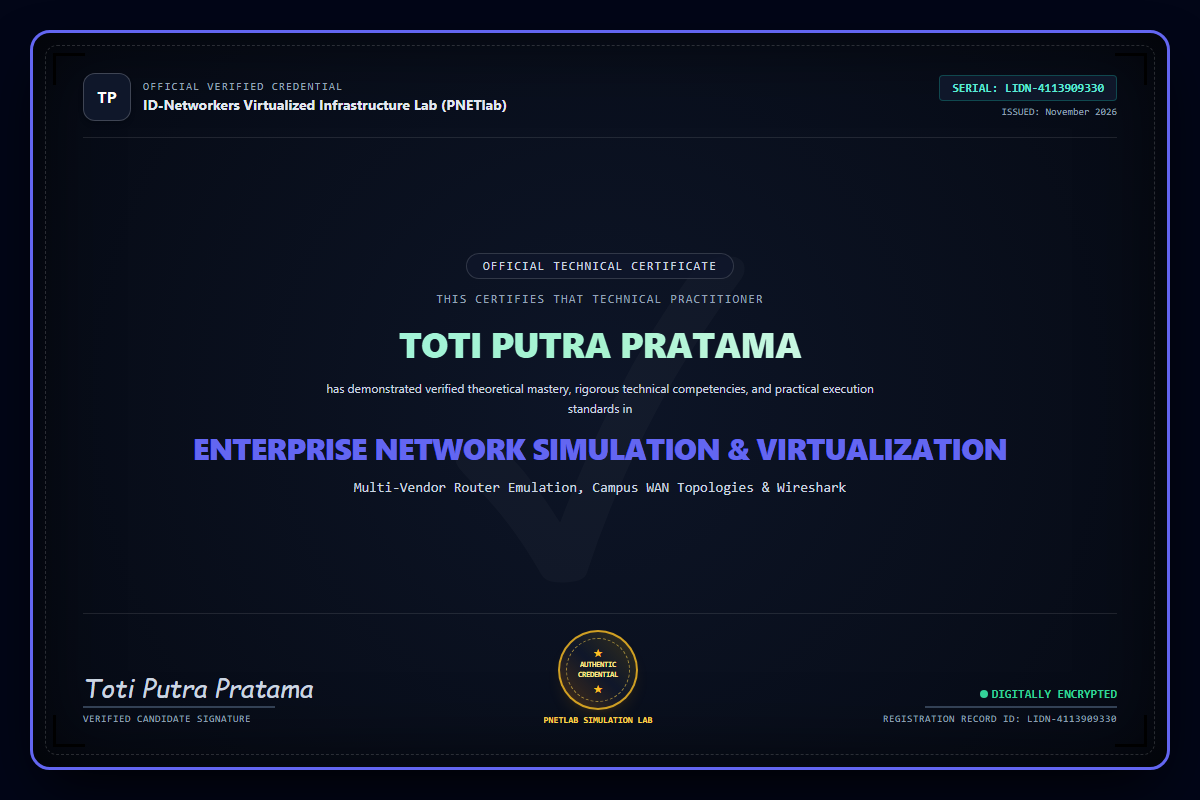 TP
OFFICIAL VERIFIED CREDENTIAL
ID-Networkers Virtualized Infrastructure Lab (PNETlab)
SERIAL: LIDN-4113909330
ISSUED: November 2026
OFFICIAL TECHNICAL CERTIFICATE
THIS CERTIFIES THAT TECHNICAL PRACTITIONER
TOTI PUTRA PRATAMA
has demonstrated verified theoretical mastery, rigorous technical competencies, and practical execution
standards in
ENTERPRISE NETWORK SIMULATION & VIRTUALIZATION
Multi-Vendor Router Emulation, Campus WAN Topologies & Wireshark
Toti Putra Pratama
VERIFIED CANDIDATE SIGNATURE
★
AUTHENTIC
CREDENTIAL
★
PNETLAB SIMULATION LAB
DIGITALLY ENCRYPTED
REGISTRATION RECORD ID: LIDN-4113909330